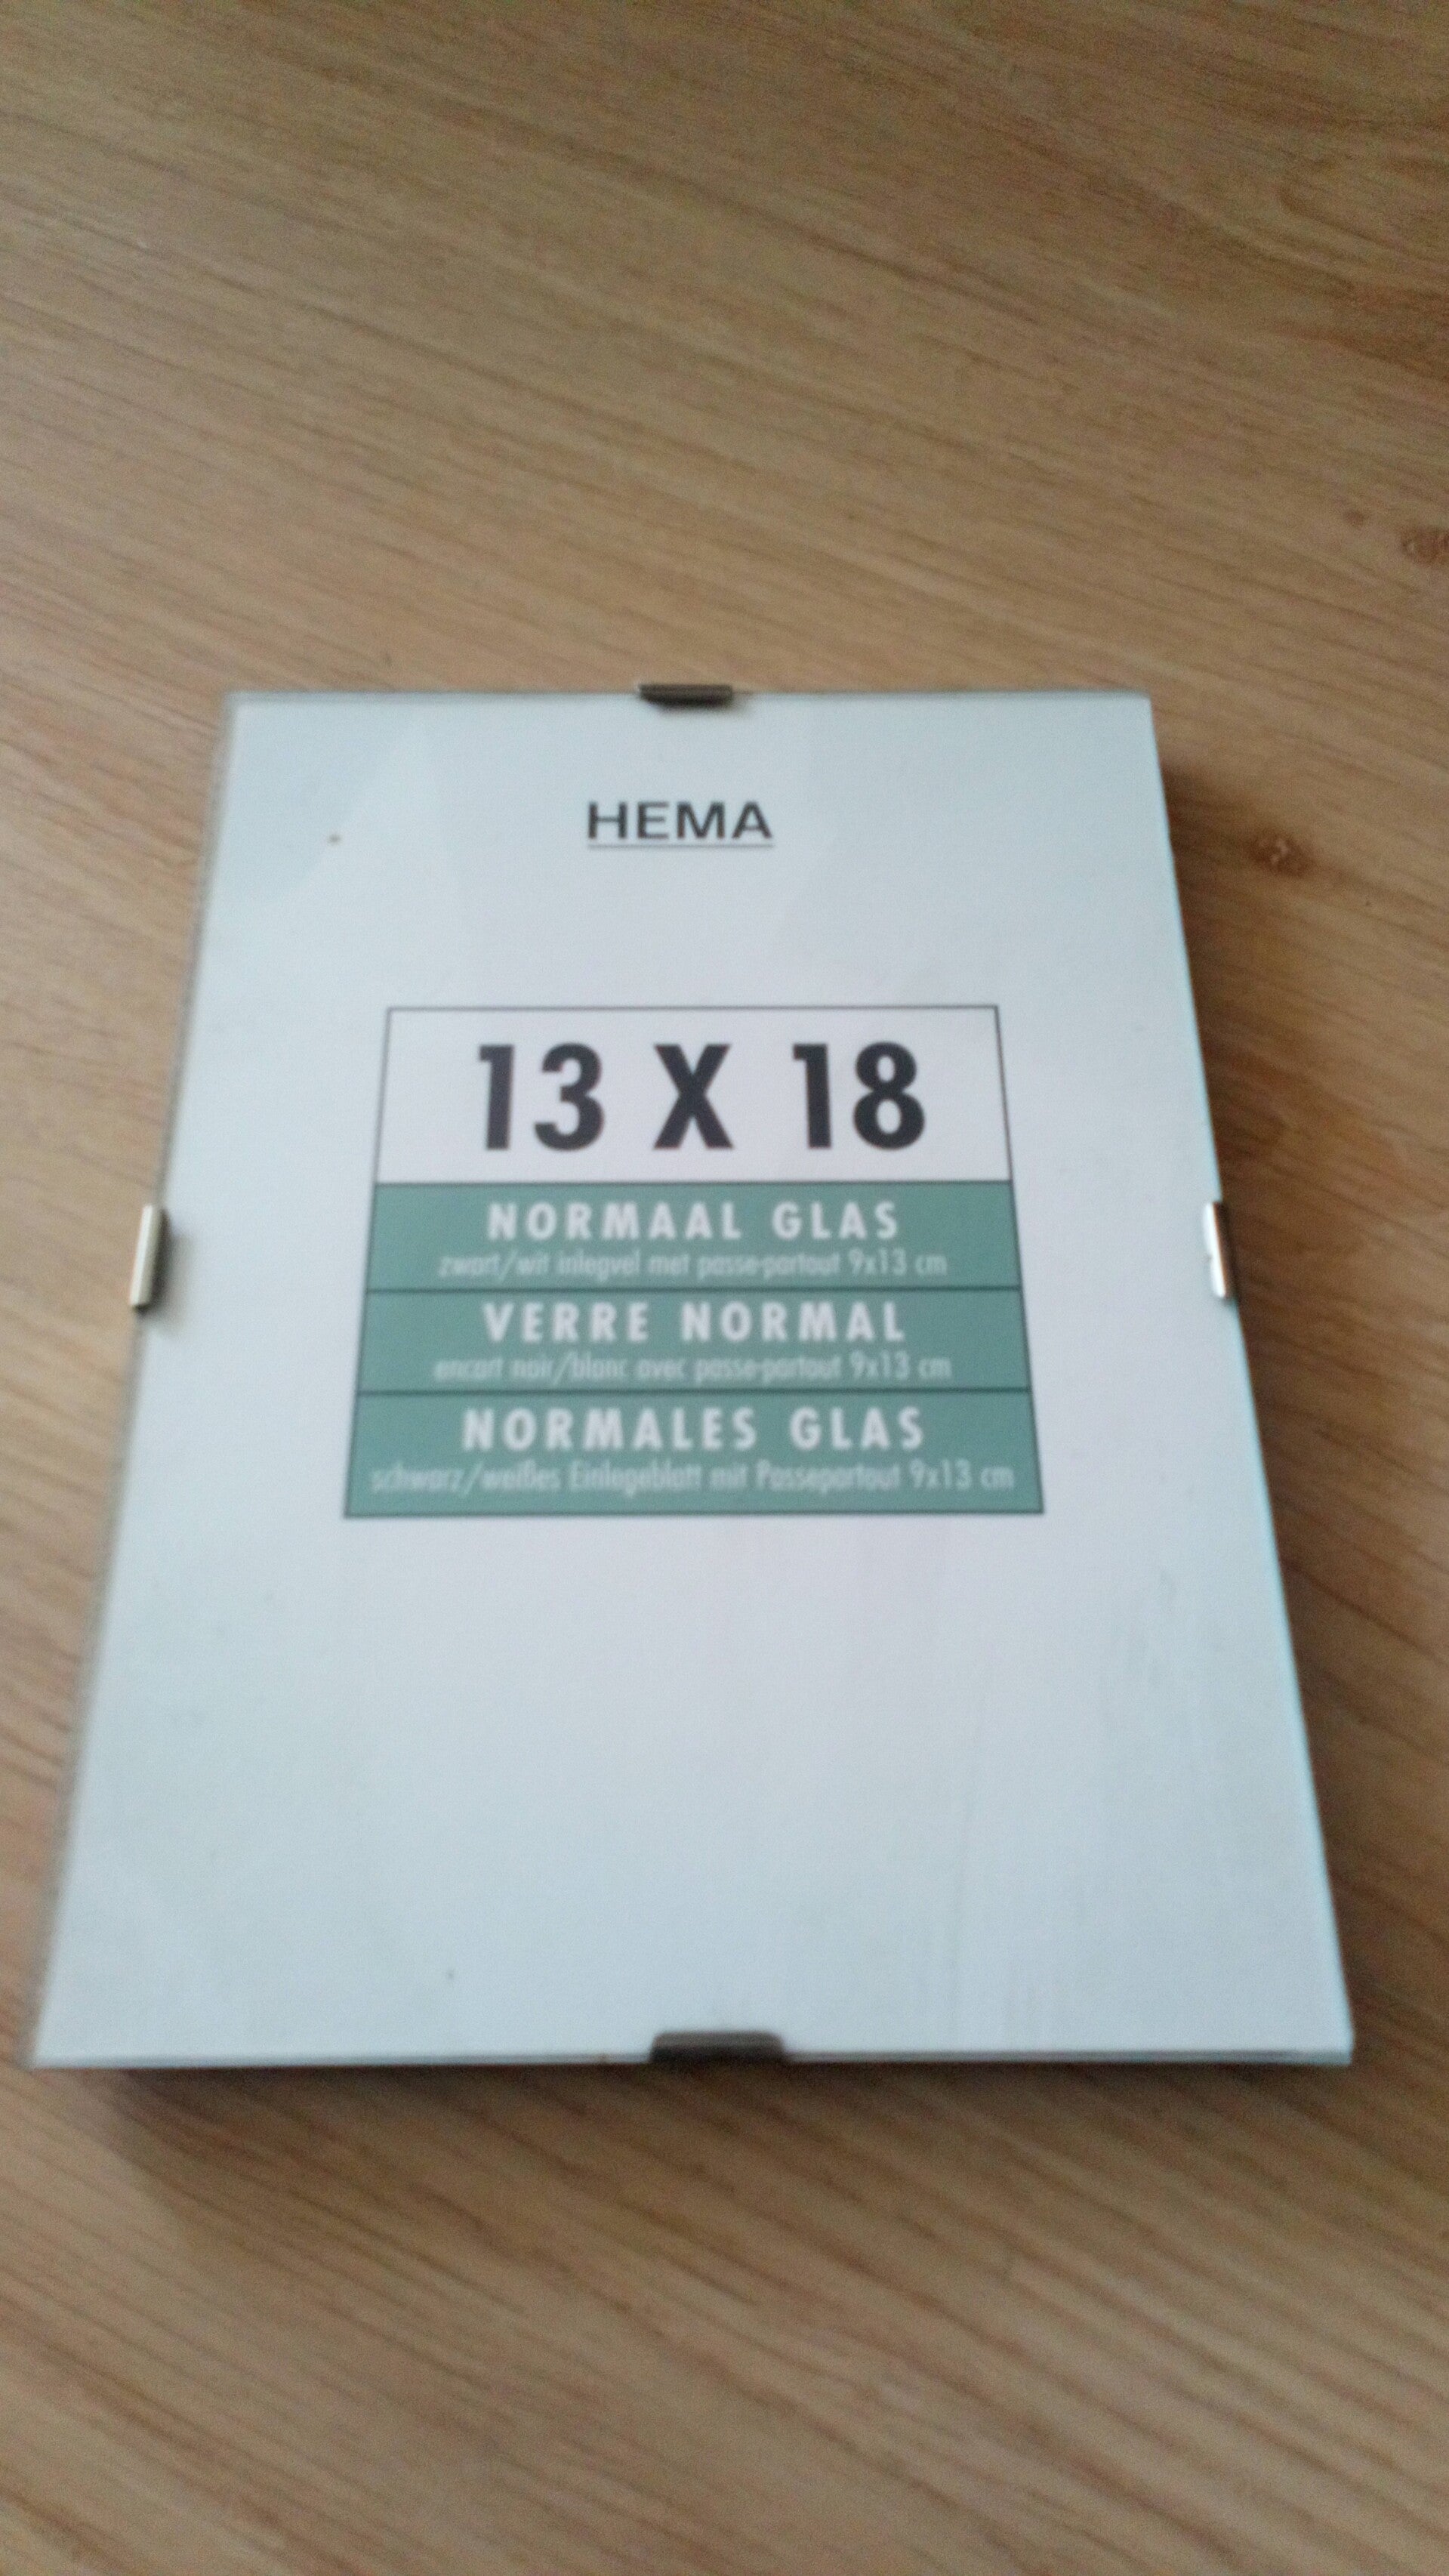 HEMA
13 X 18
NORMAAL GLAS
zwart/wit inlegvel met passe-partout 9x13 cm
VERRE NORMAL
encart noir/blanc avec passe-partout 9x13 cm
NORMALES GLAS
schwarz/weißes Einlegeblatt mit Passepartout 9x13 cm